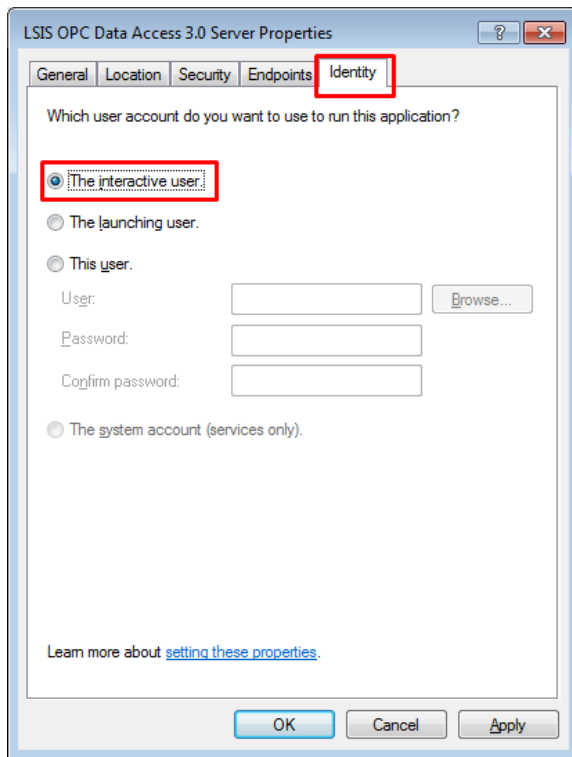 LSIS OPC Data Access 3.0 Server Properties
General Location Security Endpoints Identity
Which user account do you want to use to run this application?
The interactive user.
The launching user.
This user.
User:
Browse...
Password:
Confirm password:
The system account (services only).
Learn more about setting these properties.
OK Cancel Apply